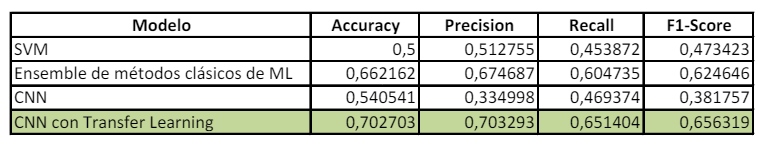 Modelo Accuracy Precision Recall F1-Score
SVM 0,5 0,512755 0,453872 0,473423
Ensemble de métodos clásicos de ML 0,662162 0,674687 0,604735 0,624646
CNN 0,540541 0,334998 0,469374 0,381757
CNN con Transfer Learning 0,702703 0,703293 0,651404 0,656319